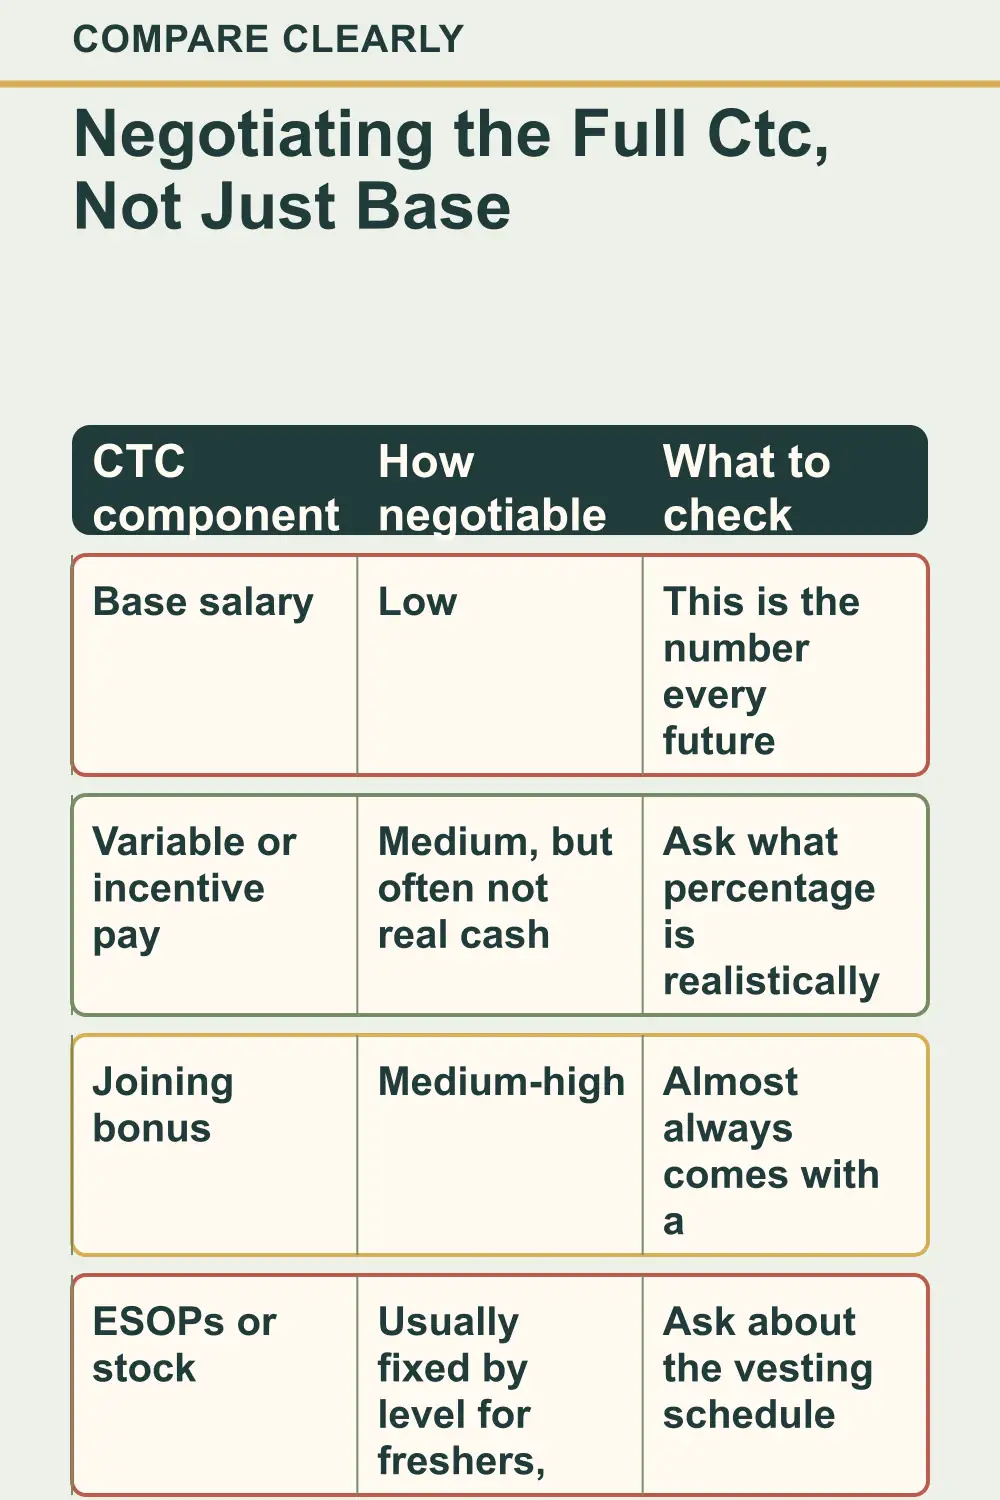 COMPARE CLEARLY
Negotiating the Full Ctc,
Not Just Base
CTC
component
How
negotiable
What to
check
Base salary
Low
This is the
number
every
future
Variable or
incentive
pay
Medium, but
often not
real cash
Ask what
percentage
is
realistically
Joining
bonus
Medium-high
Almost
always
comes with
a
ESOPs or
stock
Usually
fixed by
level for
freshers,
Ask about
the vesting
schedule